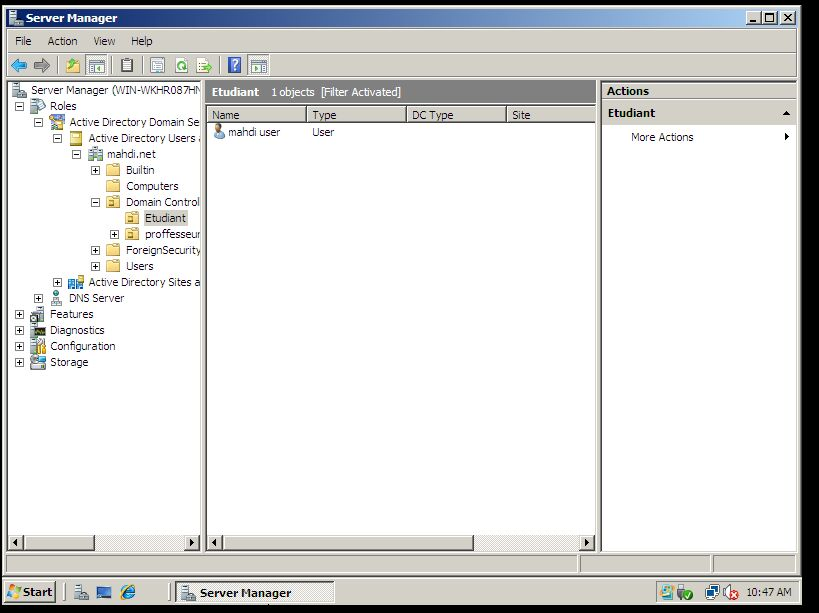 Server Manager
File Action View Help
Server Manager (WIN-WKHR087HN
Roles
Active Directory Domain Se
Active Directory Users a
mahdi.net
Builtin
Computers
Domain Control
Etudiant
proffesseur
ForeignSecurity
Users
Active Directory Sites a
DNS Server
Features
Diagnostics
Configuration
Storage
Etudiant 1 objects [Filter Activated]
Name Type DC Type Site
mahdi user User
Actions
Etudiant
More Actions
Start Server Manager 10:47 AM